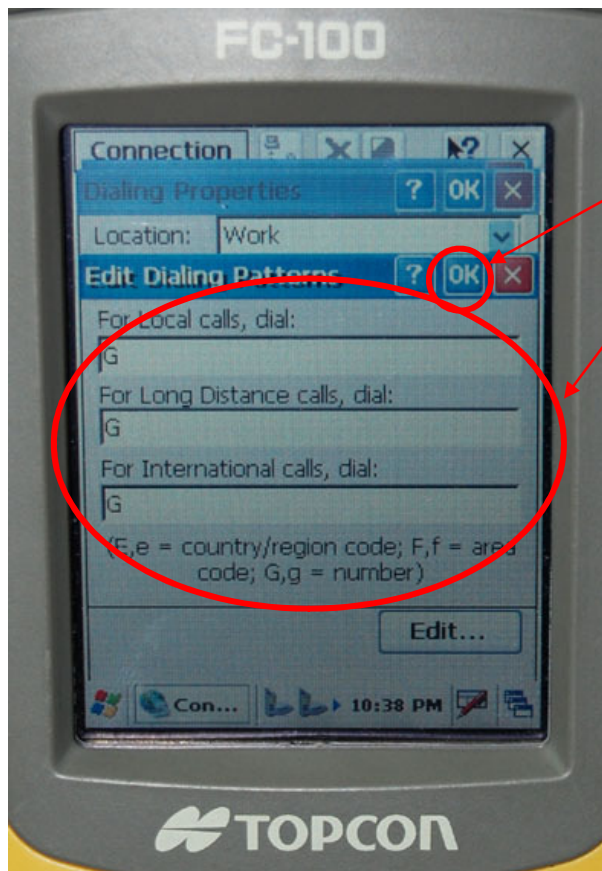 FC-100
Connection
Dialing Properties ? OK
Location: Work
Edit Dialing Patterns ? OK
For Local calls, dial:
G
For Long Distance calls, dial:
G
For International calls, dial:
G
(E,e = country/region code; F,f = area
code; G,g = number)
Edit...
Con... 10:38 PM
TOPCON